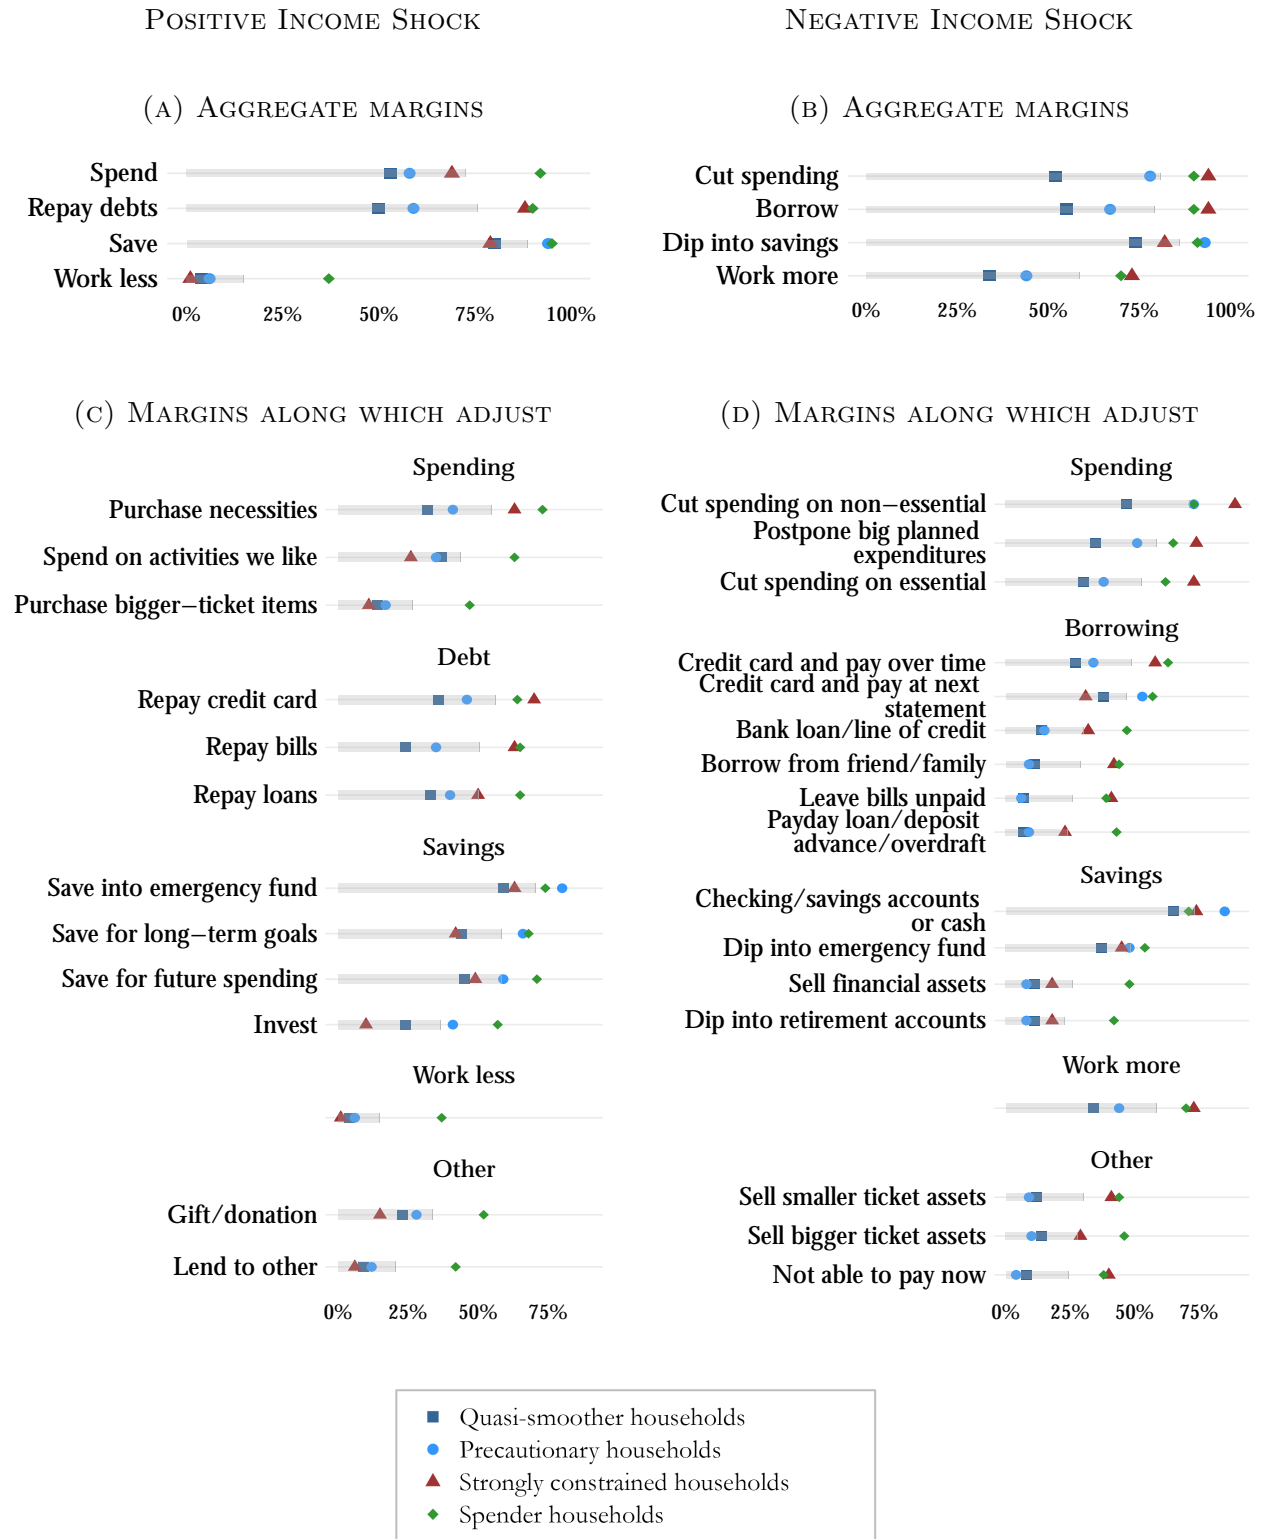 POSITIVE INCOME SHOCK
NEGATIVE INCOME SHOCK
(A) AGGREGATE MARGINS
Spend
Repay debts
Save
Work less
0% 25% 50% 75% 100%
(B) AGGREGATE MARGINS
Cut spending
Borrow
Dip into savings
Work more
0% 25% 50% 75% 100%
(C) MARGINS ALONG WHICH ADJUST
Spending
Purchase necessities
Spend on activities we like
Purchase bigger–ticket items
Debt
Repay credit card
Repay bills
Repay loans
Savings
Save into emergency fund
Save for long–term goals
Save for future spending
Invest
Work less
Other
Gift/donation
Lend to other
0% 25% 50% 75%
(D) MARGINS ALONG WHICH ADJUST
Spending
Cut spending on non–essential
Postpone big planned
expenditures
Cut spending on essential
Borrowing
Credit card and pay over time
Credit card and pay at next
statement
Bank loan/line of credit
Borrow from friend/family
Leave bills unpaid
Payday loan/deposit
advance/overdraft
Savings
Checking/savings accounts
or cash
Dip into emergency fund
Sell financial assets
Dip into retirement accounts
Work more
Other
Sell smaller ticket assets
Sell bigger ticket assets
Not able to pay now
0% 25% 50% 75%
Quasi-smoother households
Precautionary households
Strongly constrained households
Spender households